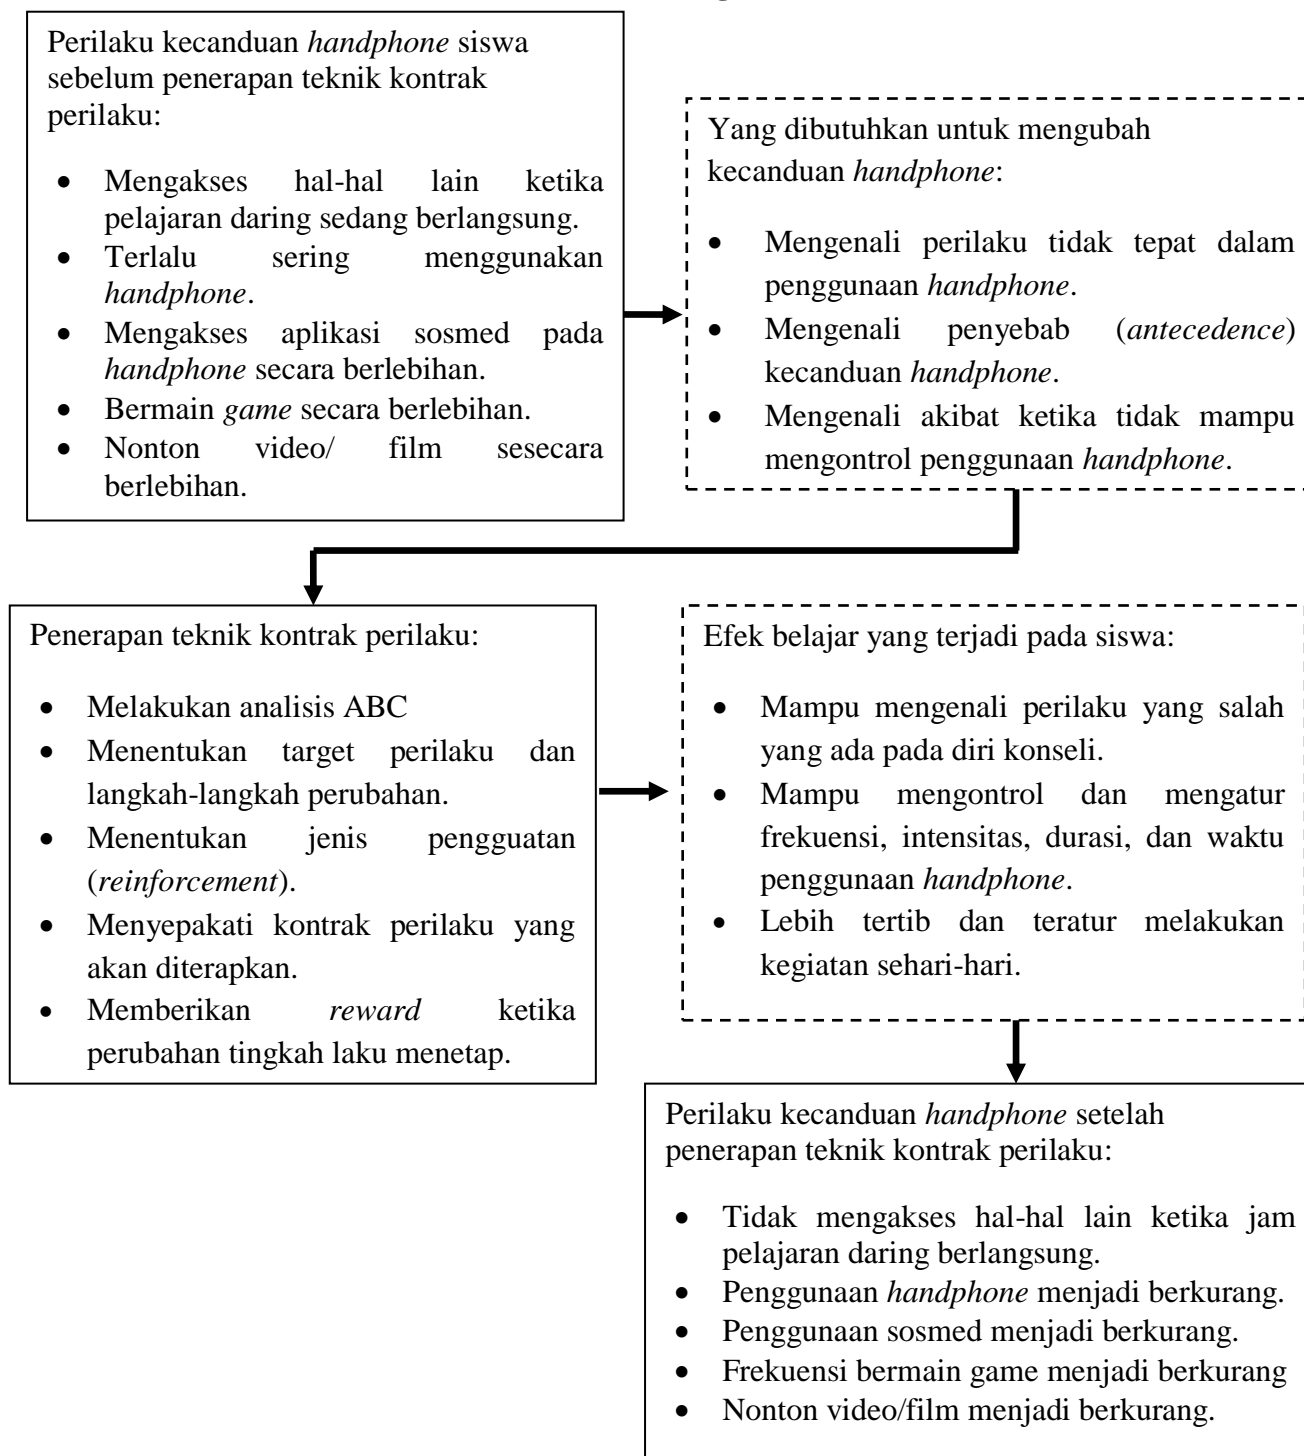 Perilaku kecanduan handphone siswa
sebelum penerapan teknik kontrak
perilaku:
• Mengakses hal-hal lain ketika
pelajaran daring sedang berlangsung.
• Terlalu sering menggunakan
handphone.
• Mengakses aplikasi sosmed pada
handphone secara berlebihan.
• Bermain game secara berlebihan.
• Nonton video/ film sesecara
berlebihan.
Yang dibutuhkan untuk mengubah
kecanduan handphone:
• Mengenali perilaku tidak tepat dalam
penggunaan handphone.
• Mengenali penyebab (antecedence)
kecanduan handphone.
• Mengenali akibat ketika tidak mampu
mengontrol penggunaan handphone.
Penerapan teknik kontrak perilaku:
• Melakukan analisis ABC
• Menentukan target perilaku dan
langkah-langkah perubahan.
• Menentukan jenis pengguatan
(reinforcement).
• Menyepakati kontrak perilaku yang
akan diterapkan.
• Memberikan reward ketika
perubahan tingkah laku menetap.
Efek belajar yang terjadi pada siswa:
• Mampu mengenali perilaku yang salah
yang ada pada diri konseli.
• Mampu mengontrol dan mengatur
frekuensi, intensitas, durasi, dan waktu
penggunaan handphone.
• Lebih tertib dan teratur melakukan
kegiatan sehari-hari.
Perilaku kecanduan handphone setelah
penerapan teknik kontrak perilaku:
• Tidak mengakses hal-hal lain ketika jam
pelajaran daring berlangsung.
• Penggunaan handphone menjadi berkurang.
• Penggunaan sosmed menjadi berkurang.
• Frekuensi bermain game menjadi berkurang
• Nonton video/film menjadi berkurang.